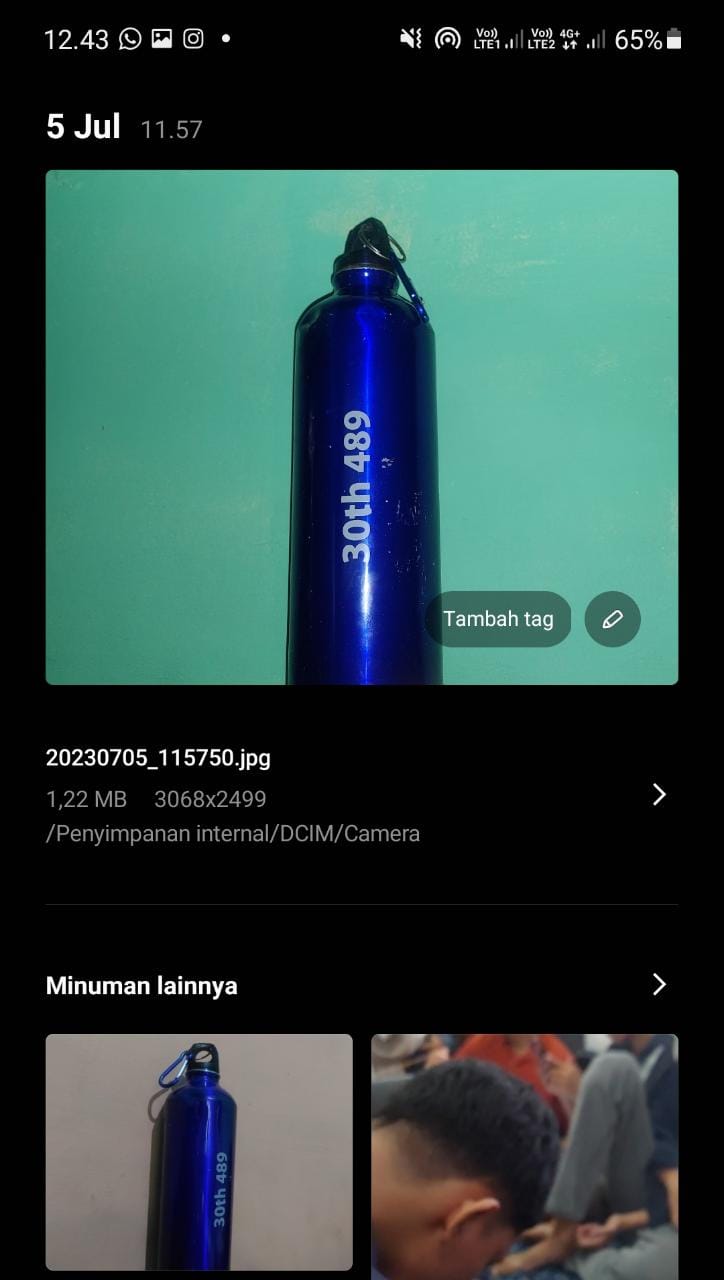 12.43
Vo)) LTE1 Vo)) LTE2 4G+ 65%
5 Jul 11.57
30th 489
Tambah tag
20230705_115750.jpg
1,22 MB 3068x2499
/Penyimpanan internal/DCIM/Camera
Minuman lainnya
30th 489